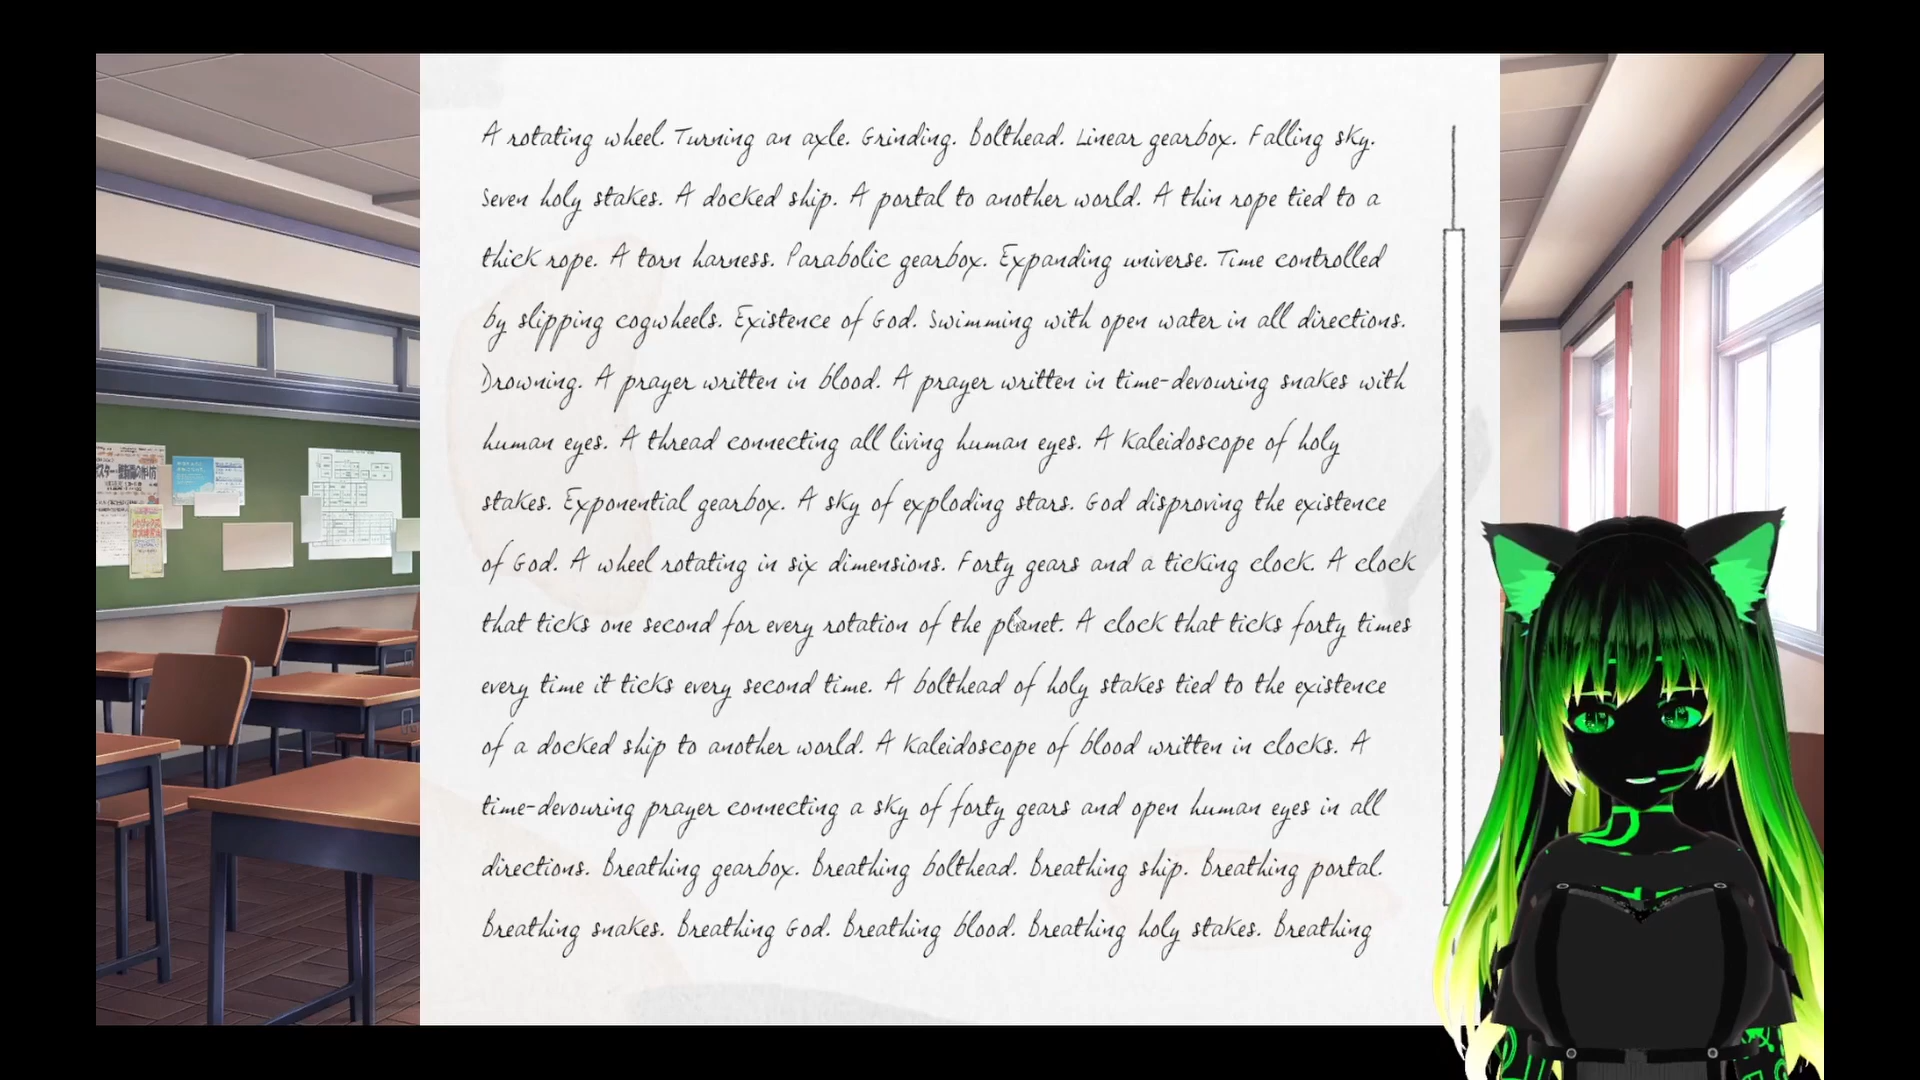 A rotating wheel. Turning an axle. Grinding. Bolthead. Linear gearbox. Falling sky.
Seven holy stakes. A docked ship. A portal to another world. A thin rope tied to a
thick rope. A torn harness. Parabolic gearbox. Expanding universe. Time controlled
by slipping cogwheels. Existence of God. Swimming with open water in all directions.
Drowning. A prayer written in blood. A prayer written in time-devouring snakes with
human eyes. A thread connecting all living human eyes. A kaleidoscope of holy
stakes. Exponential gearbox. A sky of exploding stars. God disproving the existence
of God. A wheel rotating in six dimensions. Forty gears and a ticking clock. A clock
that ticks one second for every rotation of the planet. A clock that ticks forty times
every time it ticks every second time. A bolthead of holy stakes tied to the existence
of a docked ship to another world. A kaleidoscope of blood written in clocks. A
time-devouring prayer connecting a sky of forty gears and open human eyes in all
directions. Breathing gearbox. Breathing bolthead. Breathing ship. Breathing portal.
Breathing snakes. Breathing God. Breathing blood. Breathing holy stakes. Breathing